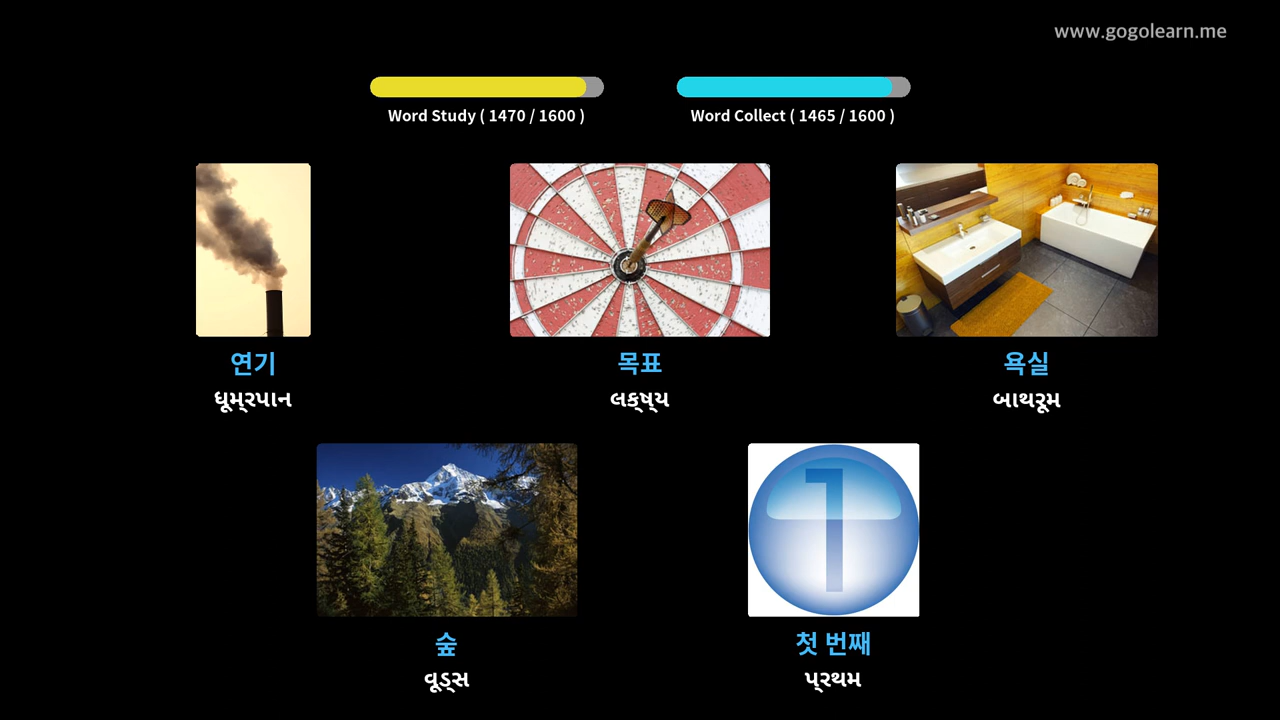 www.gogolearn.me
Word Study ( 1470 / 1600 )
Word Collect ( 1465 / 1600 )
연기
ધૂમ્રપાન
목표
લક્ષ્ય
욕실
બાથરૂમ
숲
વૂડ્સ
1
첫 번째
પ્રથમ